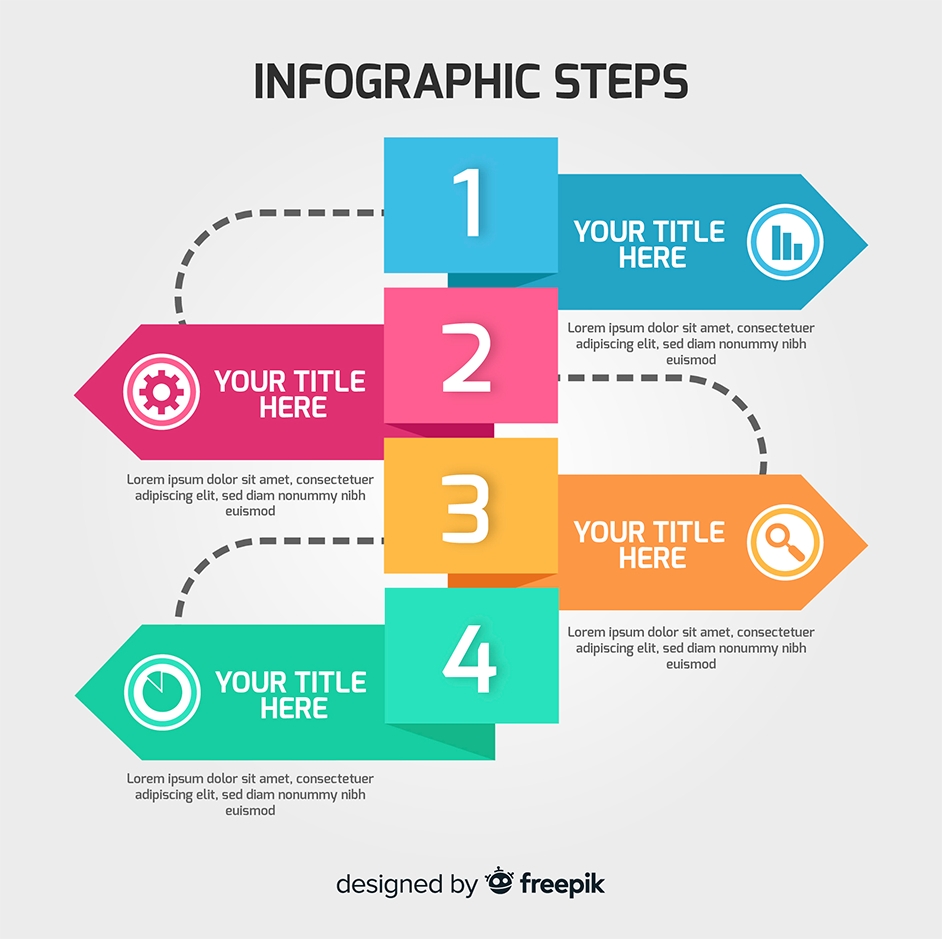 INFOGRAPHIC STEPS
1
YOUR TITLE
HERE
Lorem ipsum dolor sit amet, consectetuer
adipiscing elit, sed diam nonummy nibh
euismod
2
YOUR TITLE
HERE
Lorem ipsum dolor sit amet, consectetuer
adipiscing elit, sed diam nonummy nibh
euismod
3
YOUR TITLE
HERE
Lorem ipsum dolor sit amet, consectetuer
adipiscing elit, sed diam nonummy nibh
euismod
4
YOUR TITLE
HERE
Lorem ipsum dolor sit amet, consectetuer
adipiscing elit, sed diam nonummy nibh
euismod
designed by freepik